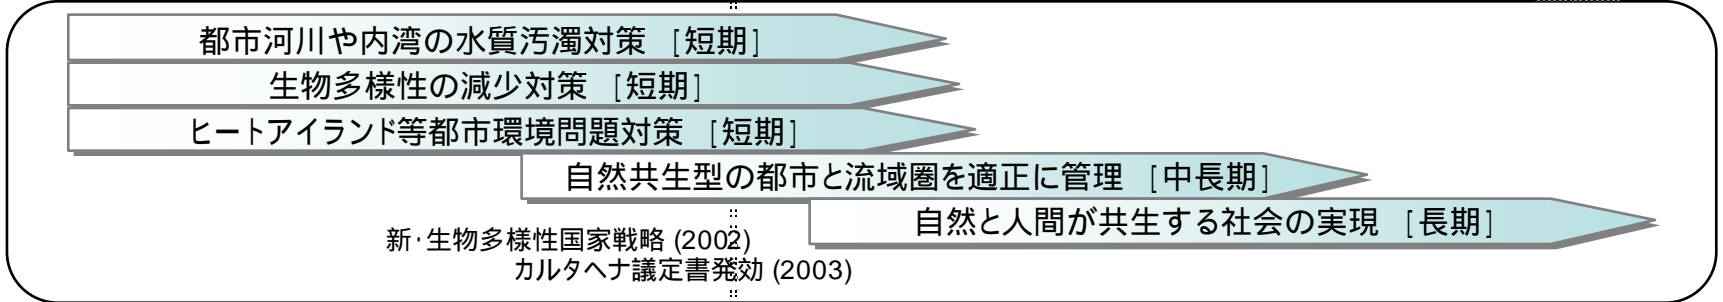 都市河川や内湾の水質汚濁対策 [短期]
生物多様性の減少対策 [短期]
ヒートアイランド等都市環境問題対策 [短期]
自然共生型の都市と流域圏を適正に管理 [中長期]
自然と人間が共生する社会の実現 [長期]
新・生物多様性国家戦略 (2002)
カルタヘナ議定書発効 (2003)